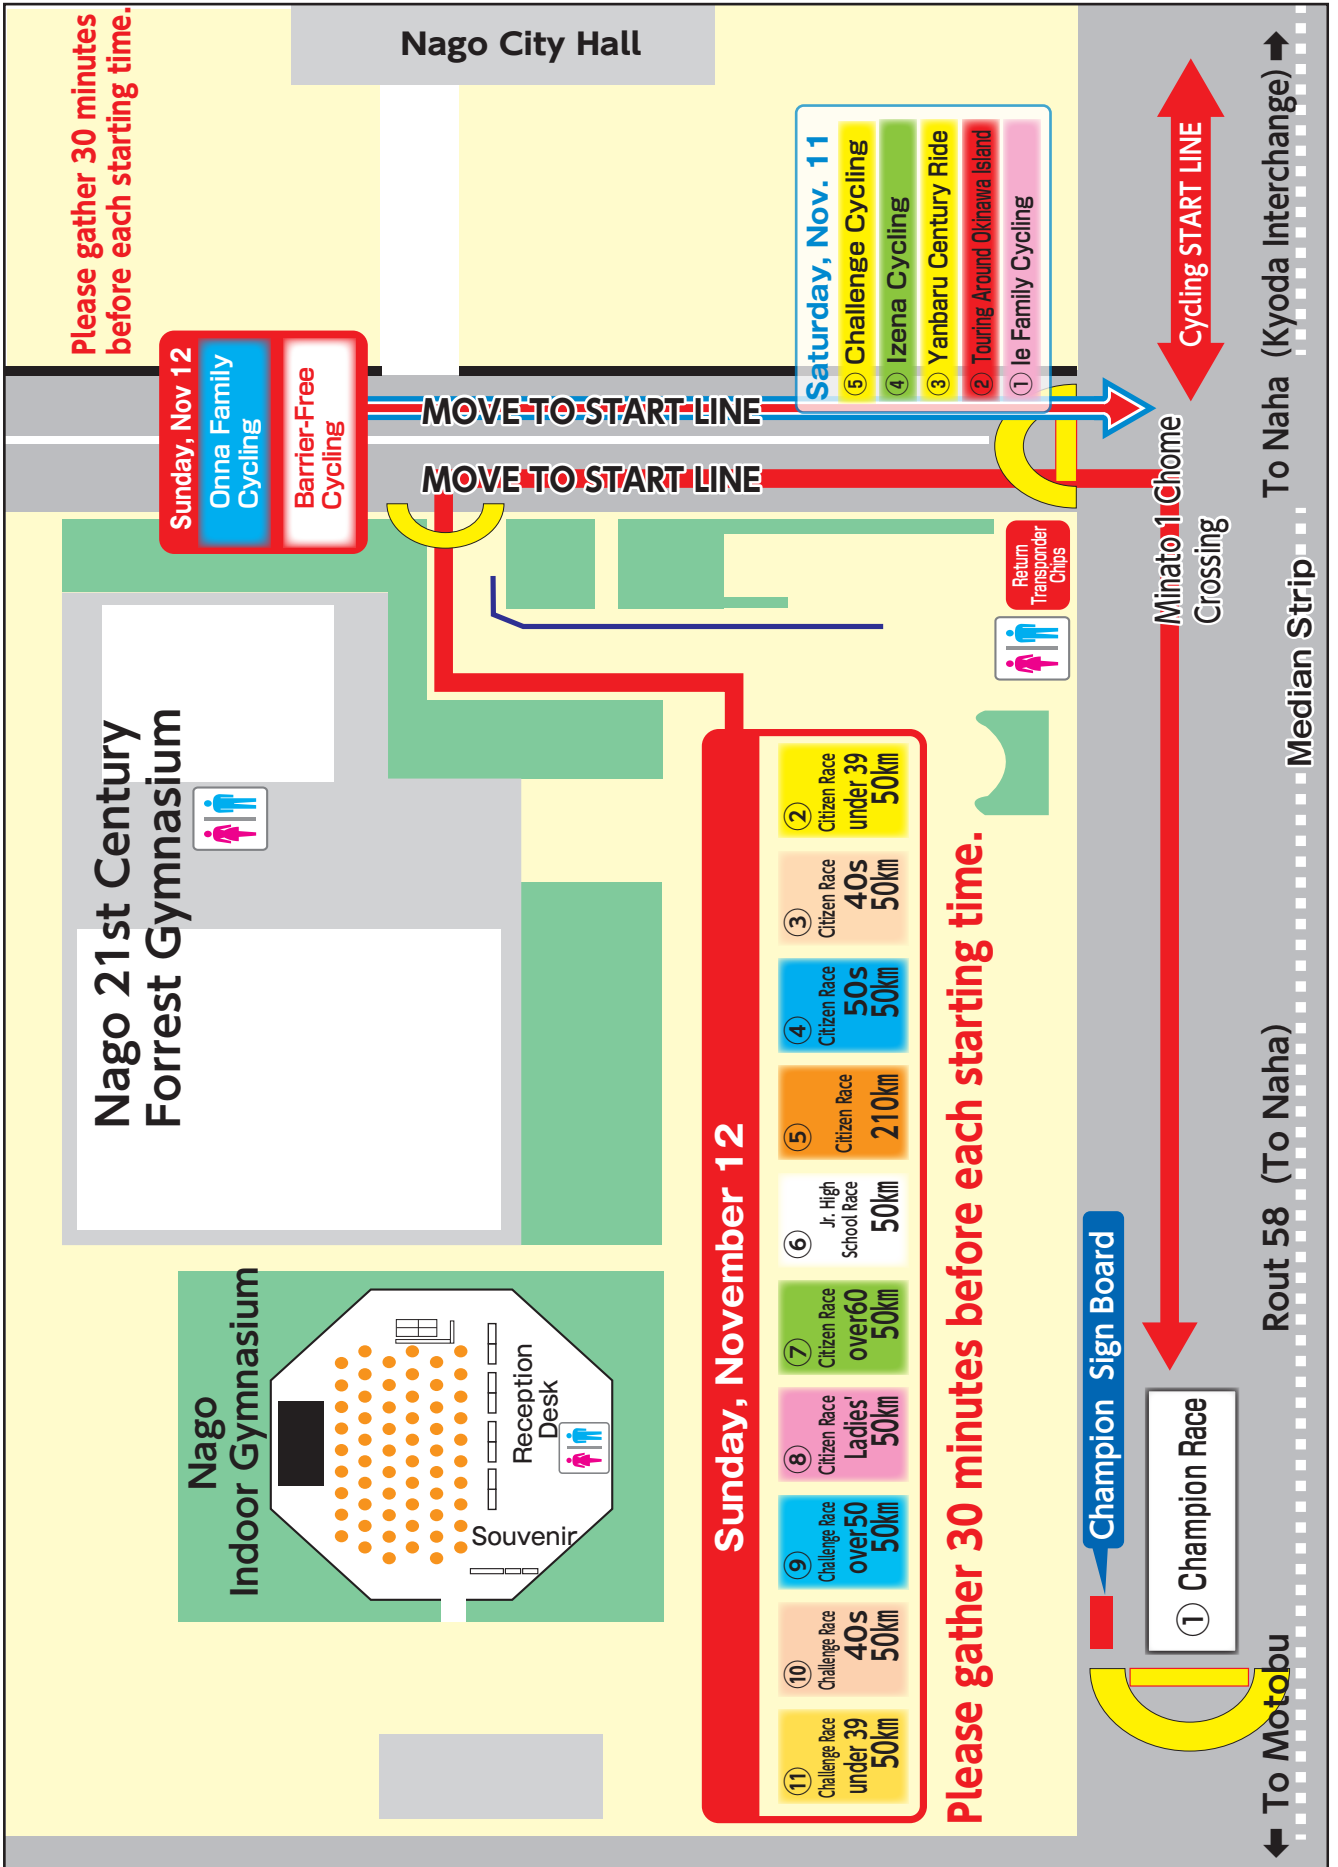 Nago City Hall
Please gather 30 minutes
before each starting time.
Saturday, Nov. 11
⑤ Challenge Cycling
④ Izena Cycling
③ Yanbaru Century Ride
② Touring Around Okinawa Island
① Ie Family Cycling
Cycling START LINE
To Naha (Kyoda Interchange) ➡
Sunday, Nov 12
Onna Family
Cycling
Barrier-Free
Cycling
MOVE TO START LINE
MOVE TO START LINE
Minato 1 Chome
Crossing
Return
Transponder
Chips
Median Strip
Nago 21st Century
Forrest Gymnasium
Nago
Indoor Gymnasium
Reception
Desk
Souvenir
Sunday, November 12
②
Citizen Race
under 39
50km
③
Citizen Race
40s
50km
④
Citizen Race
50s
50km
⑤
Citizen Race
210km
⑥
Jr. High
School Race
50km
⑦
Citizen Race
over60
50km
⑧
Citizen Race
Ladies'
50km
⑨
Challenge Race
over50
50km
⑩
Challenge Race
40s
50km
⑪
Challenge Race
under 39
50km
Please gather 30 minutes before each starting time.
Champion Sign Board
① Champion Race
Rout 58 (To Naha)
⬅ To Motobu